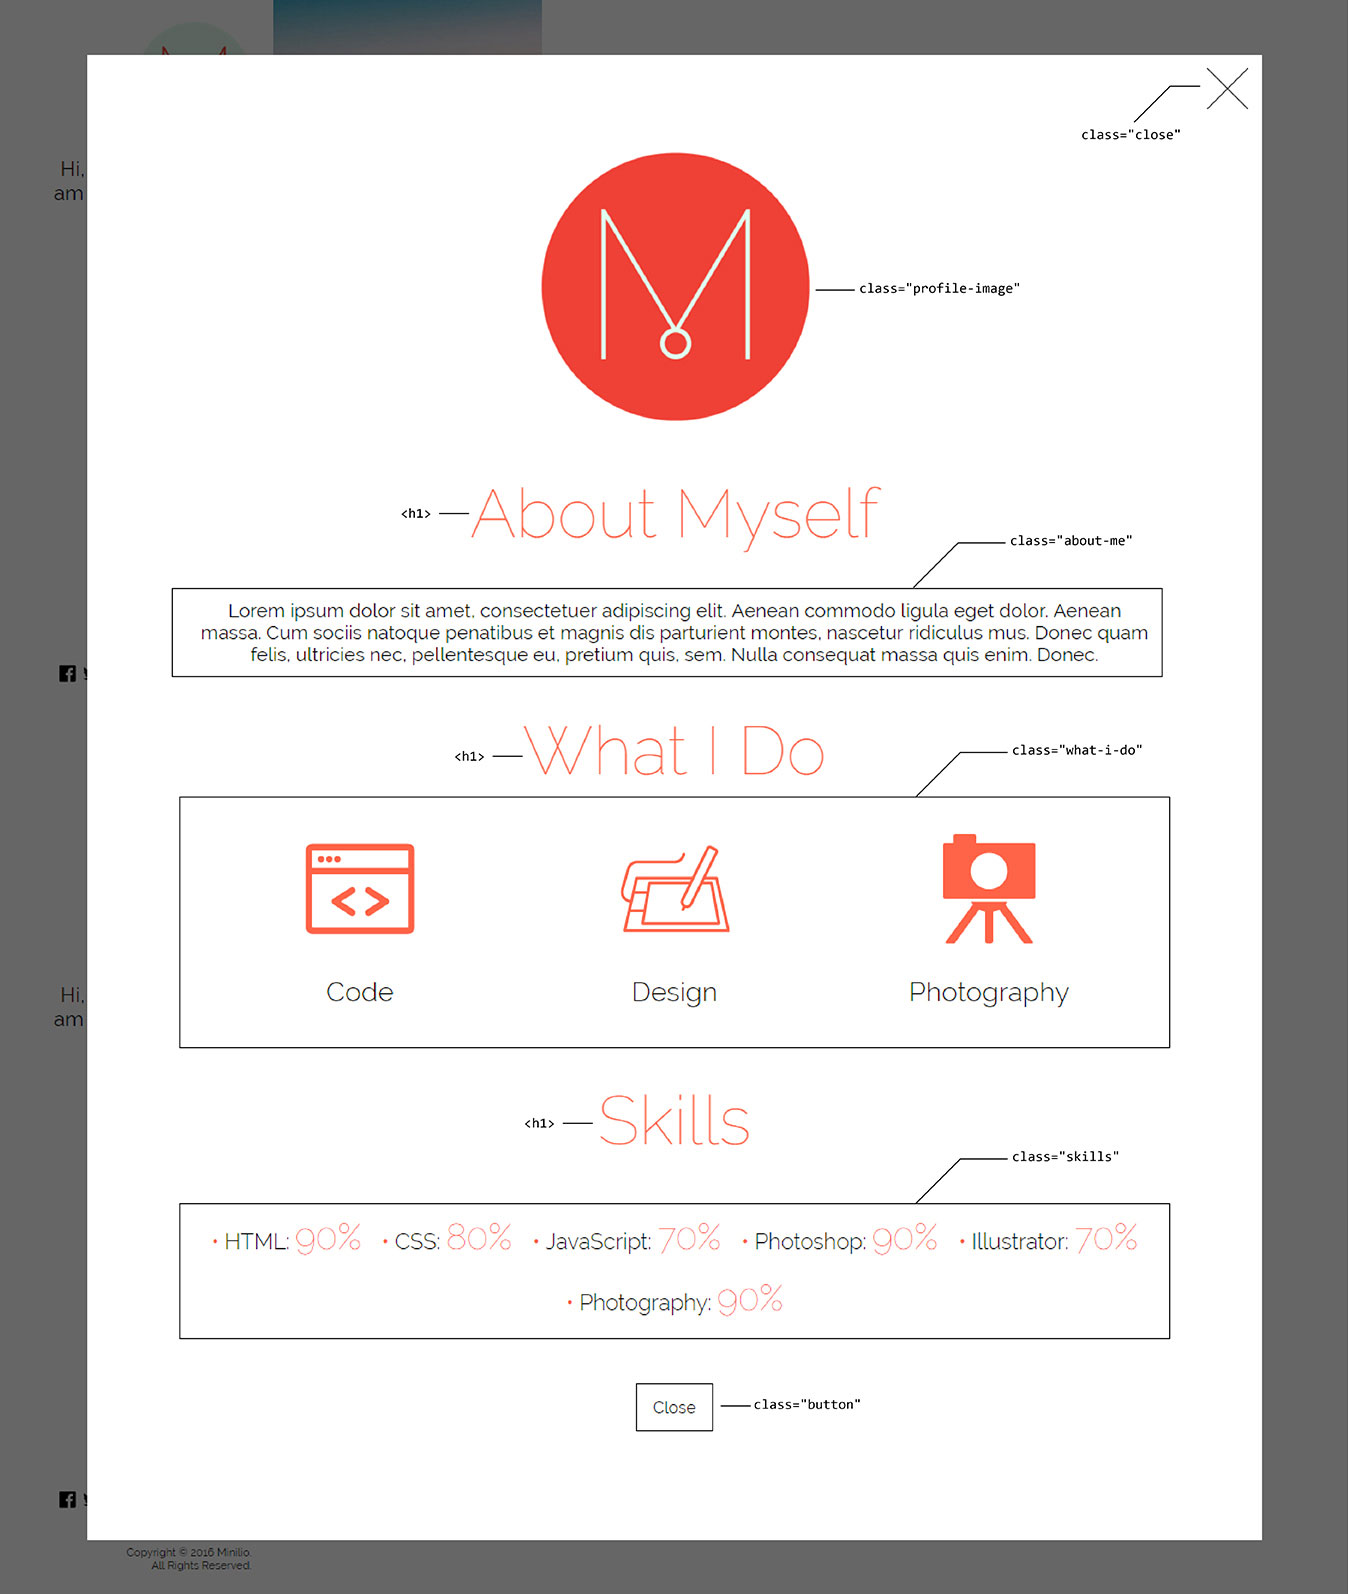 class="close"
Hi,
am
M
class="profile-image"
<h1>
About Myself
class="about-me"
Lorem ipsum dolor sit amet, consectetuer adipiscing elit. Aenean commodo ligula eget dolor. Aenean
massa. Cum sociis natoque penatibus et magnis dis parturient montes, nascetur ridiculus mus. Donec quam
felis, ultricies nec, pellentesque eu, pretium quis, sem. Nulla consequat massa quis enim. Donec.
<h1>
What I Do
class="what-i-do"
Code
Design
Photography
Hi,
am
<h1>
Skills
class="skills"
• HTML: 90% • CSS: 80% • JavaScript: 70% • Photoshop: 90% • Illustrator: 70%
• Photography: 90%
Close
class="button"
Copyright © 2016 Minilio.
All Rights Reserved.